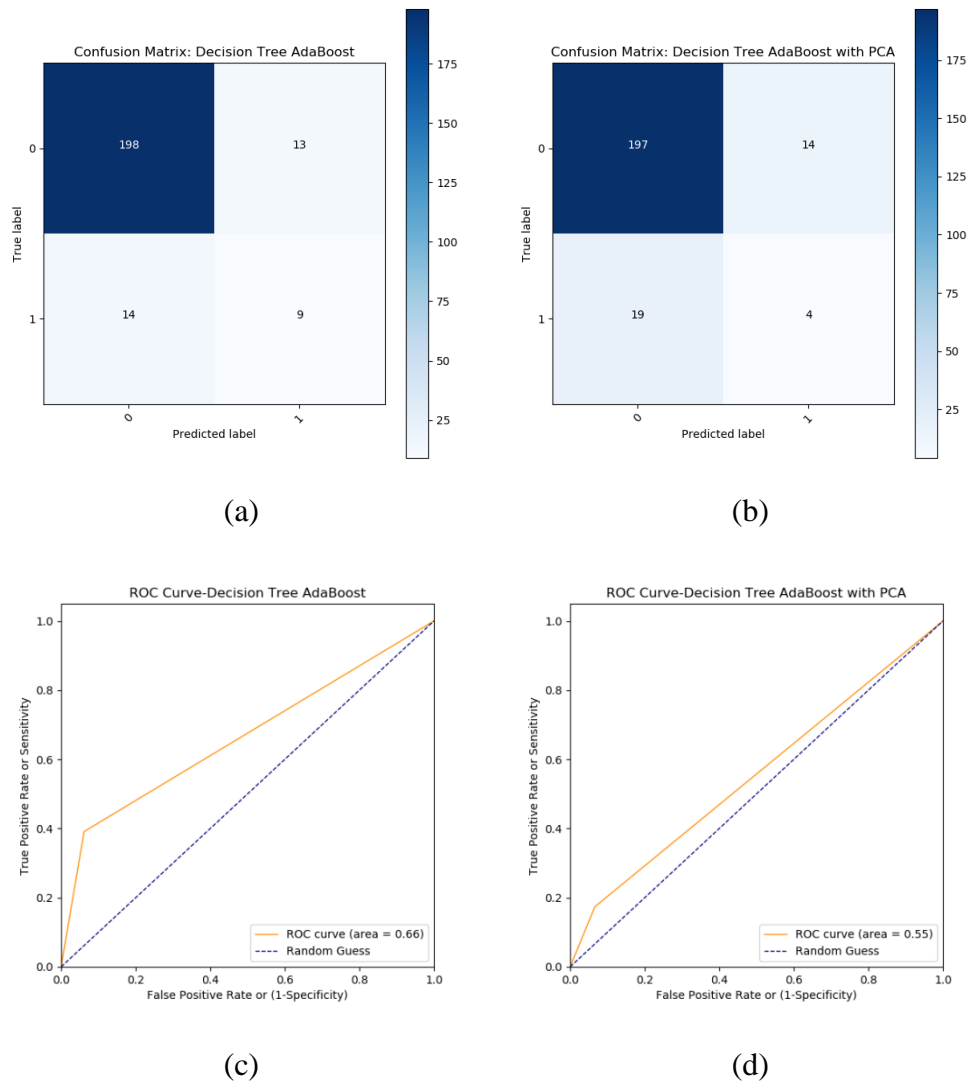 Confusion Matrix: Decision Tree AdaBoost
True label
0
1
198
13
14
9
0
1
Predicted label
175
150
125
100
75
50
25
(a)
Confusion Matrix: Decision Tree AdaBoost with PCA
True label
0
1
197
14
19
4
0
1
Predicted label
175
150
125
100
75
50
25
(b)
ROC Curve-Decision Tree AdaBoost
True Positive Rate or Sensitivity
1.0
0.8
0.6
0.4
0.2
0.0
ROC curve (area = 0.66)
Random Guess
0.0
0.2
0.4
0.6
0.8
1.0
False Positive Rate or (1-Specificity)
(c)
ROC Curve-Decision Tree AdaBoost with PCA
True Positive Rate or Sensitivity
1.0
0.8
0.6
0.4
0.2
0.0
ROC curve (area = 0.55)
Random Guess
0.0
0.2
0.4
0.6
0.8
1.0
False Positive Rate or (1-Specificity)
(d)